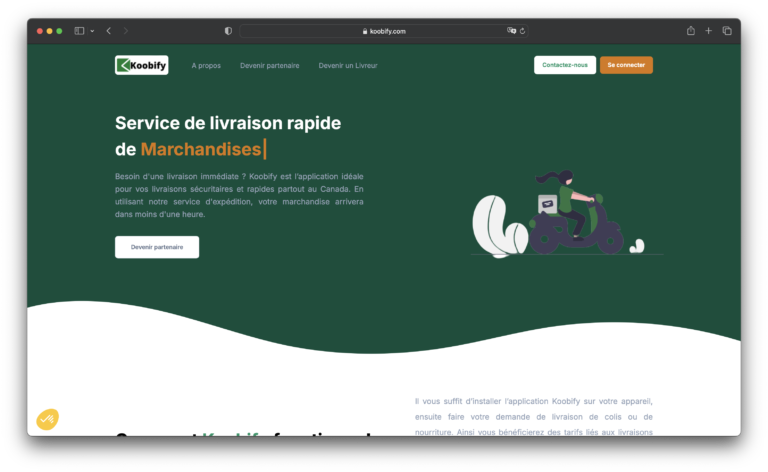 koobify.com
Koobify
A propos
Devenir partenaire
Devenir un Livreur
Contactez-nous
Se connecter
Service de livraison rapide
de Marchandises
Besoin d'une livraison immédiate ? Koobify est l'application idéale
pour vos livraisons sécuritaires et rapides partout au Canada. En
utilisant notre service d'expédition, votre marchandise arrivera
dans moins d'une heure.
Devenir partenaire
Il vous suffit d'installer l'application Koobify sur votre appareil,
ensuite faire votre demande de livraison de colis ou de
nourriture. Ainsi vous bénéficierez des tarifs liés aux livraisons